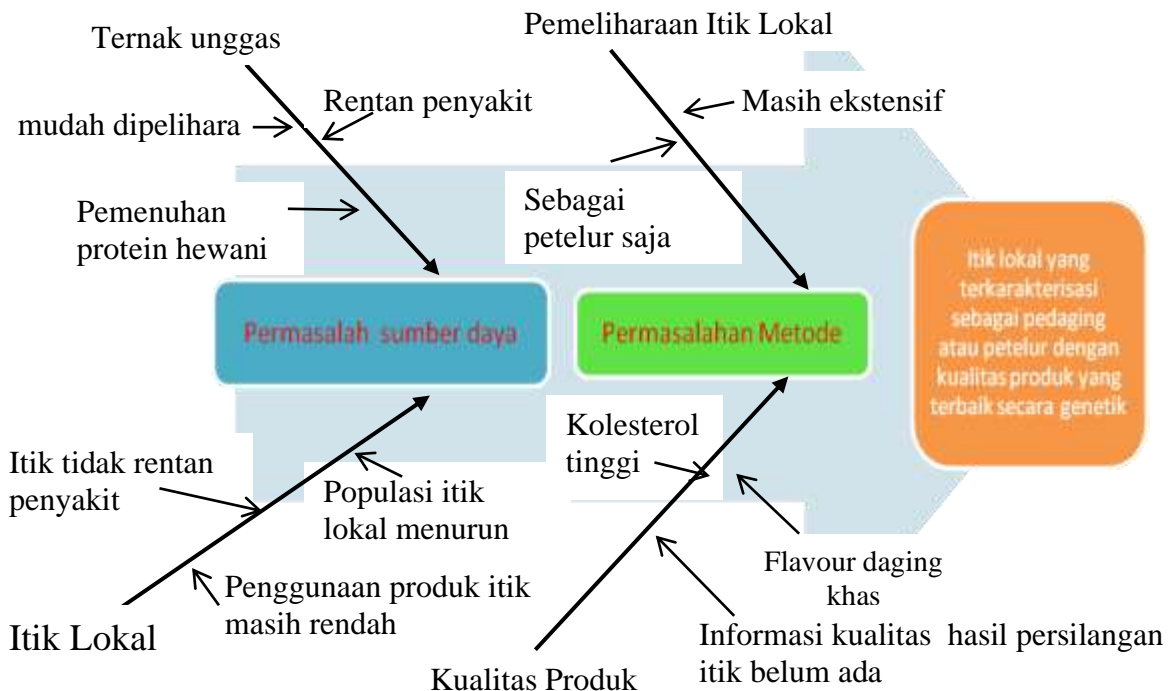 Ternak unggas
Pemeliharaan Itik Lokal
Rentan penyakit
Masih ekstensif
mudah dipelihara
Pemenuhan
protein hewani
Sebagai
petelur saja
Permasalah sumber daya
Permasalahan Metode
Itik lokal yang
terkarakterisasi
sebagai pedaging
atau petelur dengan
kualitas produk yang
terbaik secara genetik
Kolesterol
tinggi
Itik tidak rentan
penyakit
Populasi itik
lokal menurun
Flavour daging
khas
Penggunaan produk itik
masih rendah
Itik Lokal
Informasi kualitas hasil persilangan
itik belum ada
Kualitas Produk